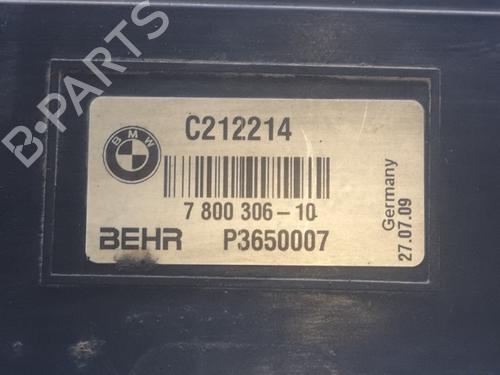 B-PARTS
BMW
C212214
7 800 306-10
BEHR P3650007
Germany
27.07.09